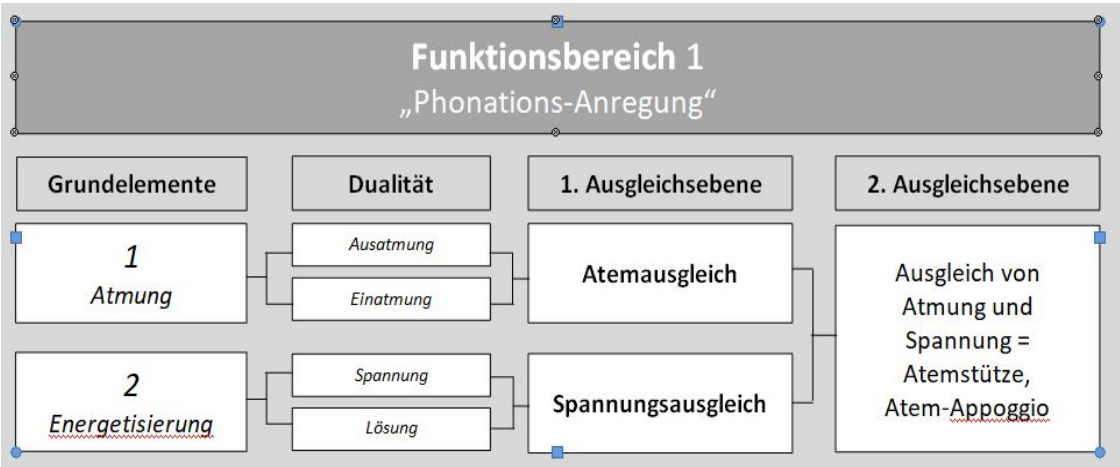 Funktionsbereich 1
„Phonations-Anregung“
Grundelemente
Dualität
1. Ausgleichsebene
2. Ausgleichsebene
1
Atmung
Ausatmung
Einatmung
Atemausgleich
2
Energetisierung
Spannung
Lösung
Spannungsausgleich
Ausgleich von
Atmung und
Spannung =
Atemstütze,
Atem-Appoggio